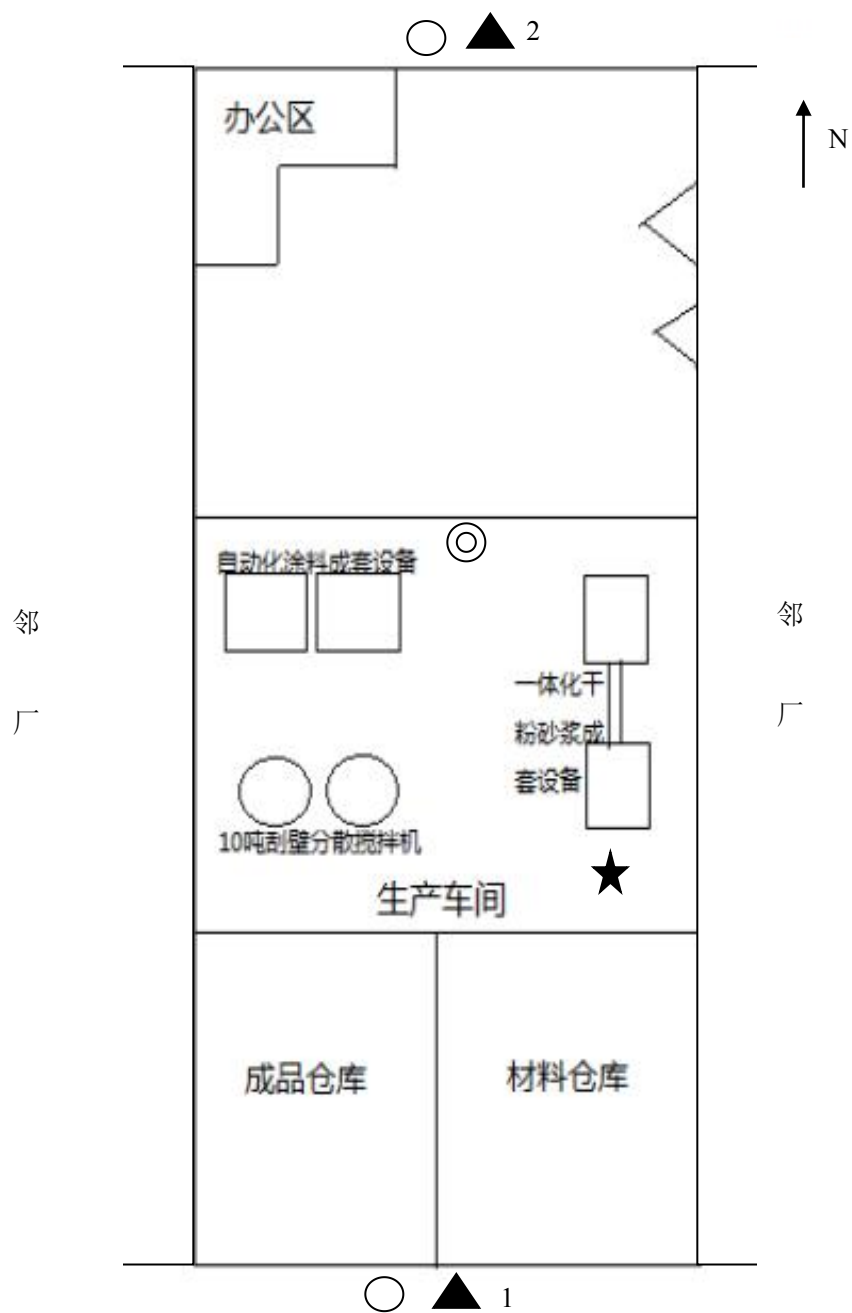 2
办公区
N
自动化涂料成套设备
邻
厂
邻
厂
一体化干
粉砂浆成
套设备
10吨刮壁分散搅拌机
生产车间
成品仓库
材料仓库
1